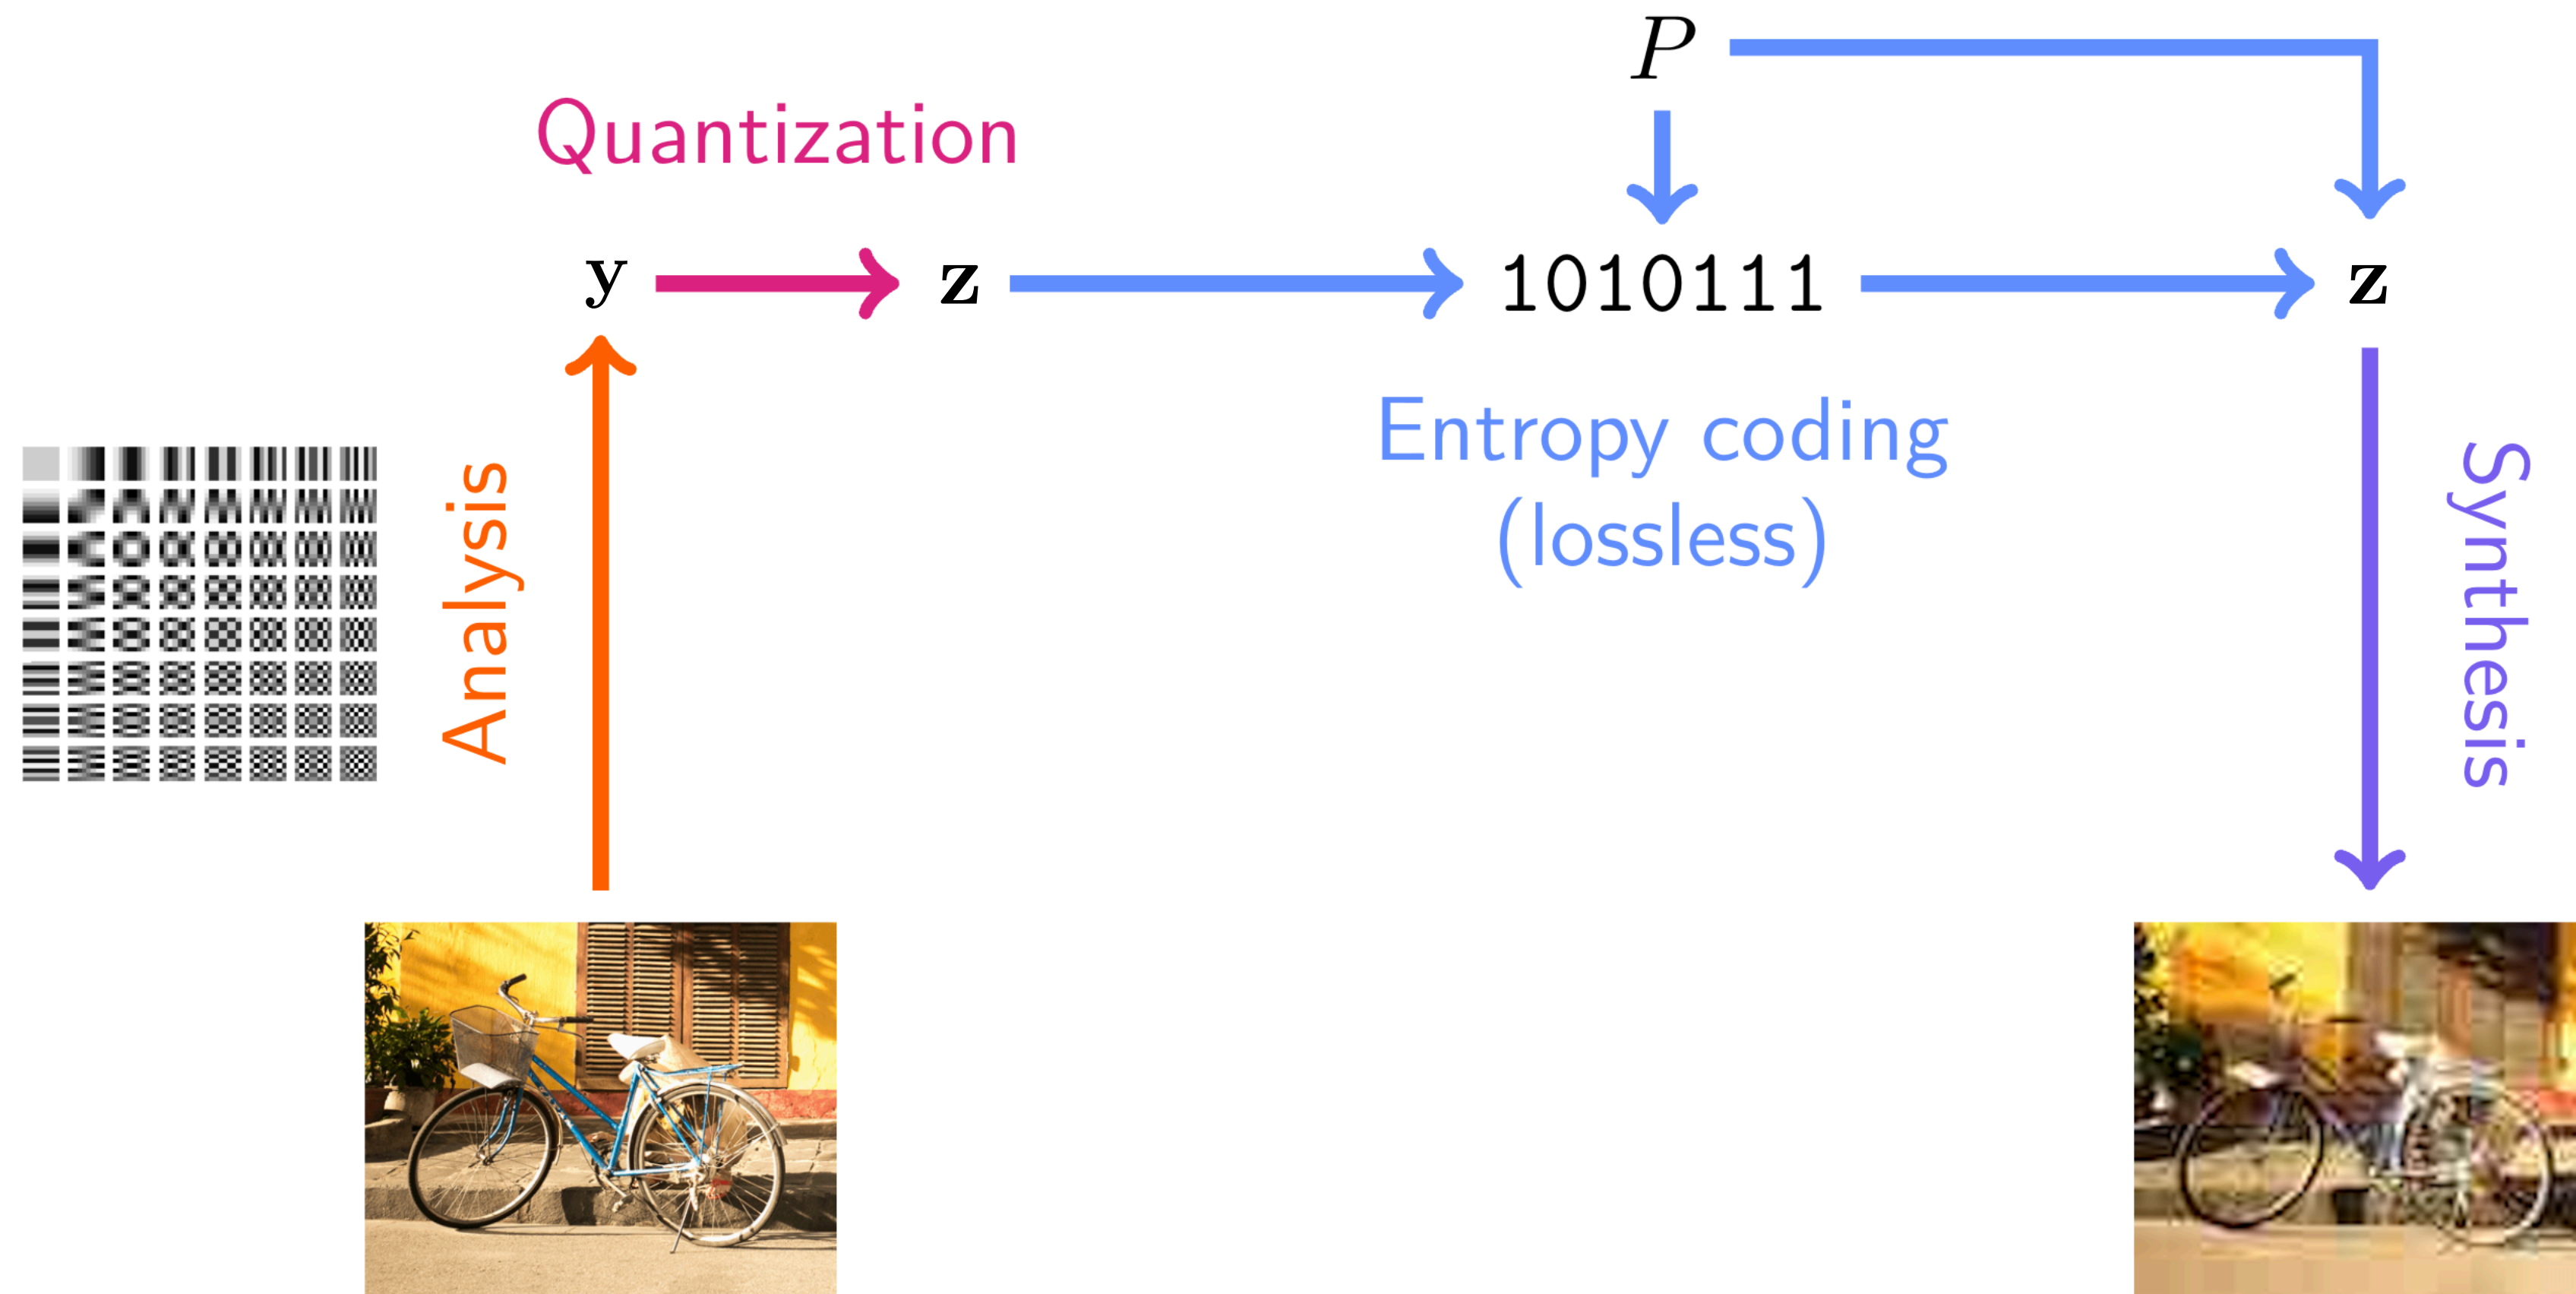 P
Quantization
y z 1010111 z
Entropy coding
(lossless)
Analysis
Synthesis